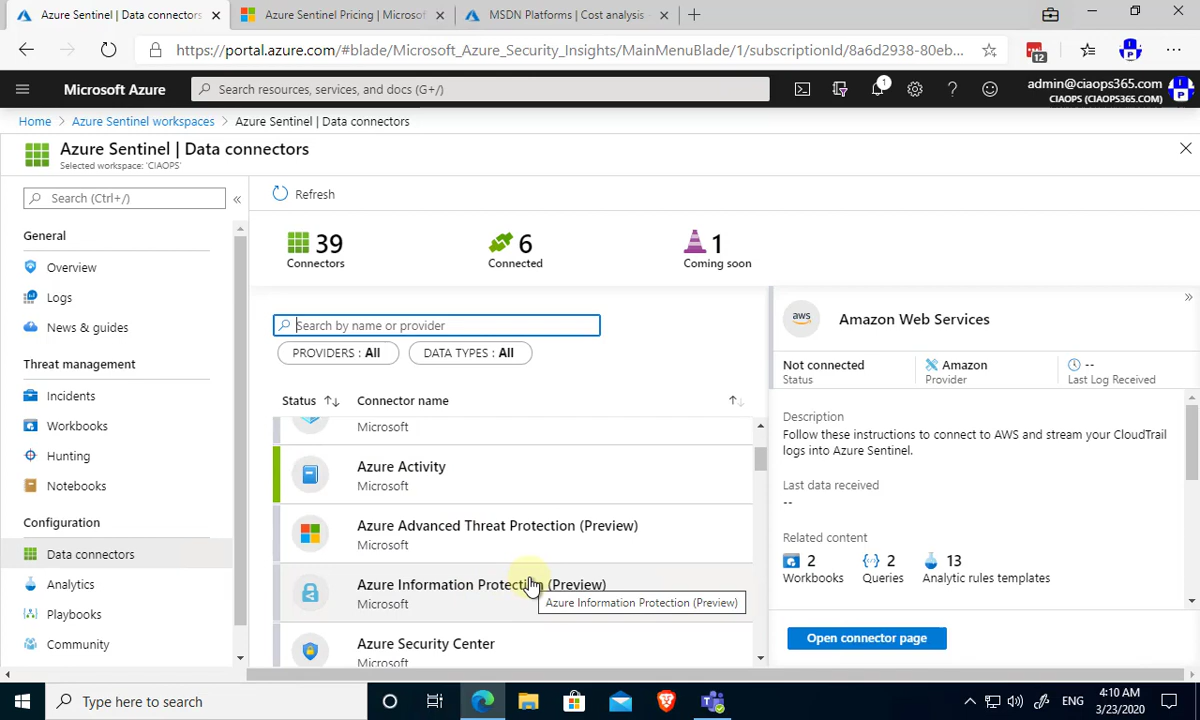 Azure Sentinel | Data connectors
Azure Sentinel Pricing | Microsof
MSDN Platforms | Cost analysis -
https://portal.azure.com/#blade/Microsoft_Azure_Security_Insights/MainMenuBlade/1/subscriptionId/8a6d2938-80eb...
12
Microsoft Azure
Search resources, services, and docs (G+/)
1
admin@ciaops365.com
CIAOPS (CIAOPS365.COM)
Home > Azure Sentinel workspaces > Azure Sentinel | Data connectors
Azure Sentinel | Data connectors
Selected workspace: 'CIAOPS'
Search (Ctrl+/)
«
General
Overview
Logs
News & guides
Threat management
Incidents
Workbooks
Hunting
Notebooks
Configuration
Data connectors
Analytics
Playbooks
Community
Refresh
39
Connectors
6
Connected
1
Coming soon
Search by name or provider
PROVIDERS : All
DATA TYPES : All
Status
Connector name
Microsoft
Azure Activity
Microsoft
Azure Advanced Threat Protection (Preview)
Microsoft
Azure Information Protection (Preview)
Microsoft
Azure Information Protection (Preview)
Azure Security Center
Microsoft
»
aws
Amazon Web Services
Not connected
Status
Amazon
Provider
--
Last Log Received
Description
Follow these instructions to connect to AWS and stream your CloudTrail
logs into Azure Sentinel.
Last data received
--
Related content
2
Workbooks
2
Queries
13
Analytic rules templates
Open connector page
Type here to search
ENG
4:10 AM
3/23/2020